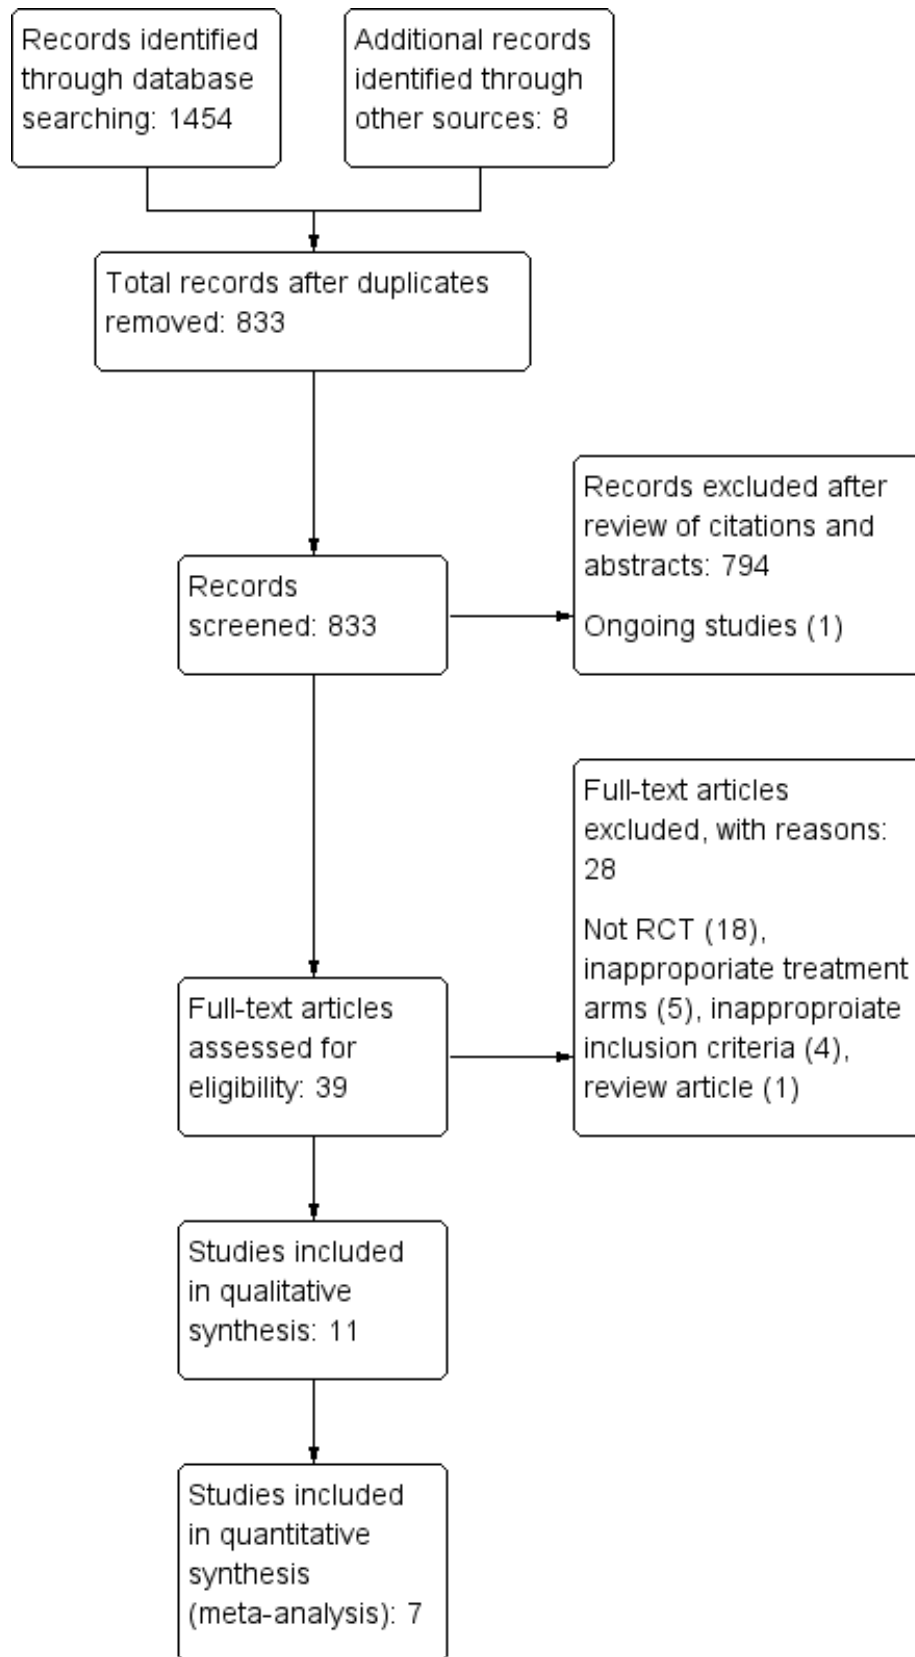 Records identified
through database
searching: 1454
Additional records
identified through
other sources: 8
Total records after duplicates
removed: 833
Records
screened: 833
Records excluded after
review of citations and
abstracts: 794
Ongoing studies (1)
Full-text articles
assessed for
eligibility: 39
Full-text articles
excluded, with reasons:
28
Not RCT (18),
inapproporiate treatment
arms (5), inapproproiate
inclusion criteria (4),
review article (1)
Studies included
in qualitative
synthesis: 11
Studies included
in quantitative
synthesis
(meta-analysis): 7